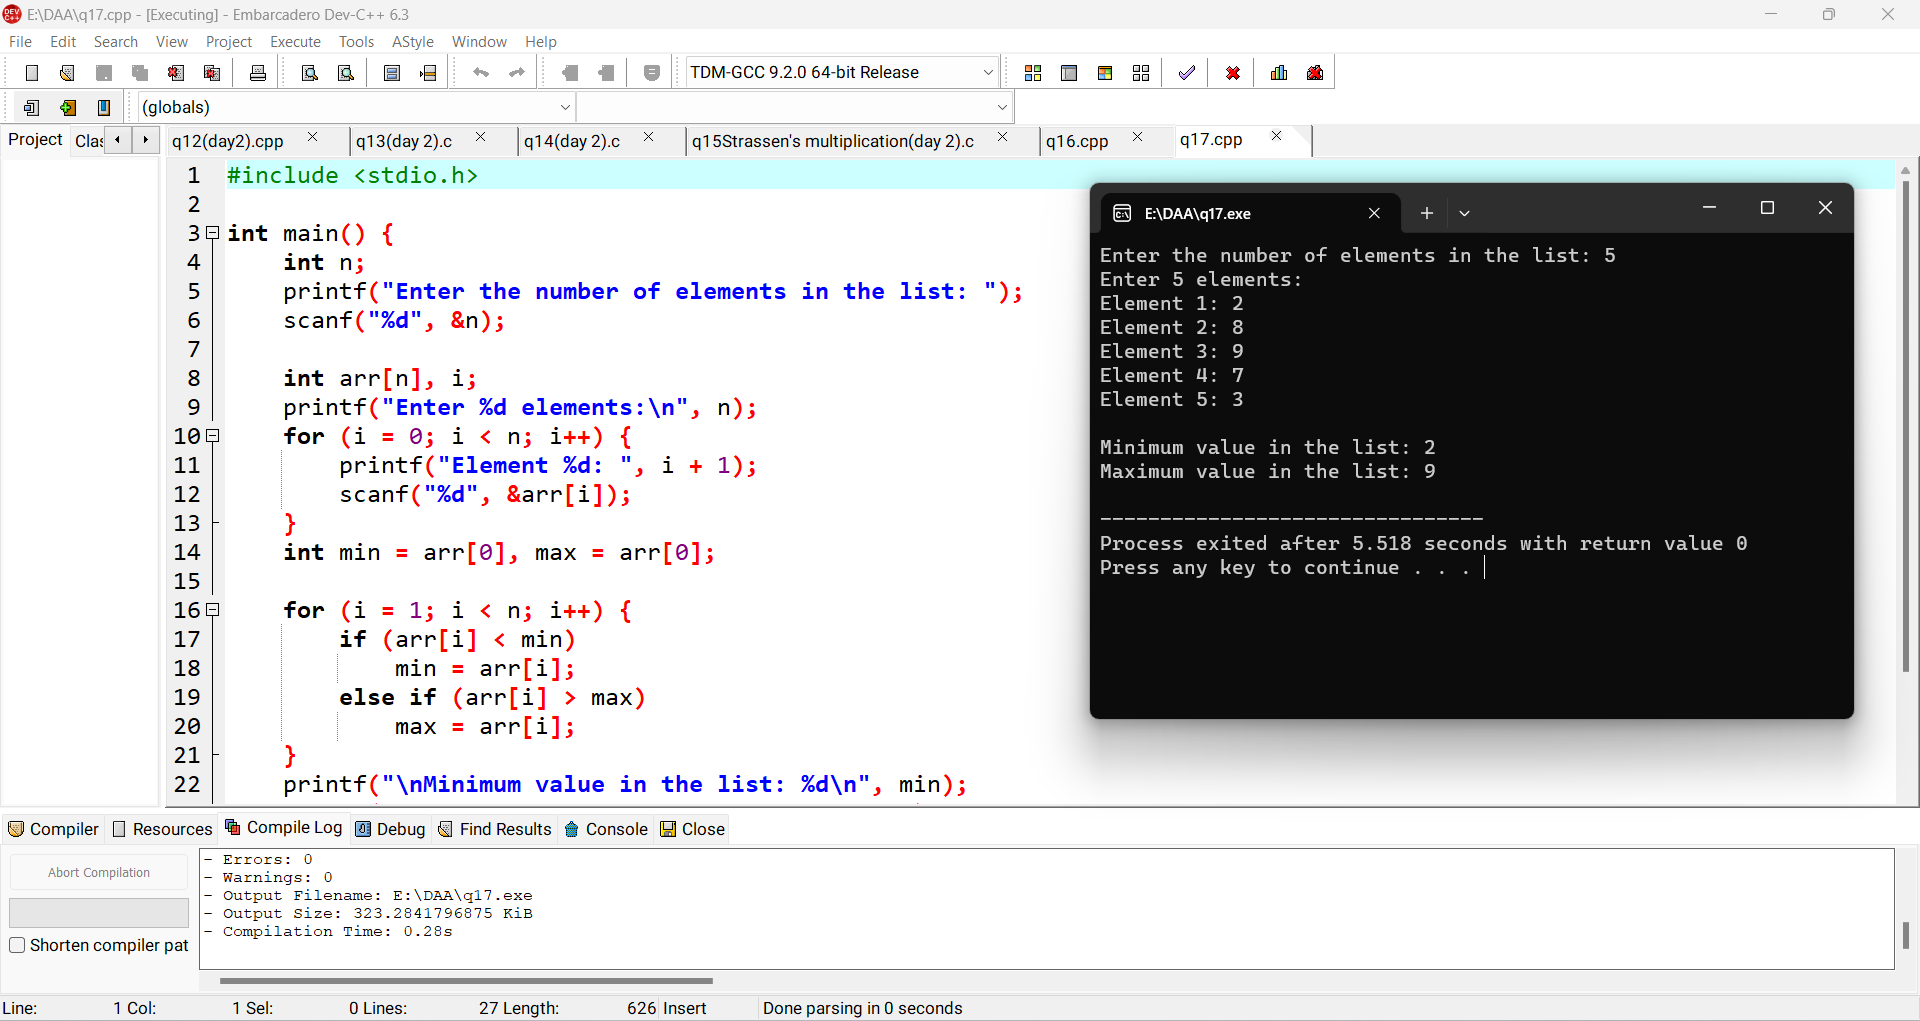 E:\DAA\q17.cpp - [Executing] - Embarcadero Dev-C++ 6.3
File Edit Search View Project Execute Tools AStyle Window Help
TDM-GCC 9.2.0 64-bit Release
(globals)
Project Clas
q12(day2).cpp q13(day 2).c q14(day 2).c q15Strassen's multiplication(day 2).c q16.cpp q17.cpp
1 #include <stdio.h>
2
3 int main() {
4 int n;
5 printf("Enter the number of elements in the list: ");
6 scanf("%d", &n);
7
8 int arr[n], i;
9 printf("Enter %d elements:\n", n);
10 for (i = 0; i < n; i++) {
11 printf("Element %d: ", i + 1);
12 scanf("%d", &arr[i]);
13 }
14 int min = arr[0], max = arr[0];
15
16 for (i = 1; i < n; i++) {
17 if (arr[i] < min)
18 min = arr[i];
19 else if (arr[i] > max)
20 max = arr[i];
21 }
22 printf("\nMinimum value in the list: %d\n", min);
E:\DAA\q17.exe
Enter the number of elements in the list: 5
Enter 5 elements:
Element 1: 2
Element 2: 8
Element 3: 9
Element 4: 7
Element 5: 3
Minimum value in the list: 2
Maximum value in the list: 9
--------------------------------
Process exited after 5.518 seconds with return value 0
Press any key to continue . . .
Compiler Resources Compile Log Debug Find Results Console Close
Abort Compilation
Shorten compiler pat
- Errors: 0
- Warnings: 0
- Output Filename: E:\DAA\q17.exe
- Output Size: 323.2841796875 KiB
- Compilation Time: 0.28s
Line: 1 Col: 1 Sel: 0 Lines: 27 Length: 626 Insert Done parsing in 0 seconds